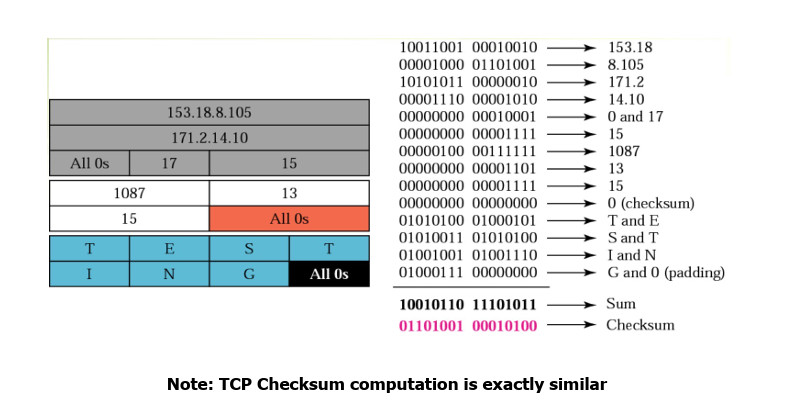 153.18.8.105
171.2.14.10
All 0s 17 15
1087 13
15 All 0s
T E S T
I N G All 0s
10011001 00010010 153.18
00001000 01101001 8.105
10101011 00000010 171.2
00001110 00001010 14.10
00000000 00010001 0 and 17
00000000 00001111 15
00000100 00111111 1087
00000000 00001101 13
00000000 00001111 15
00000000 00000000 0 (checksum)
01010100 01000101 T and E
01010011 01010100 S and T
01001001 01001110 I and N
01000111 00000000 G and 0 (padding)
10010110 11101011 Sum
01101001 00010100 Checksum
Note: TCP Checksum computation is exactly similar